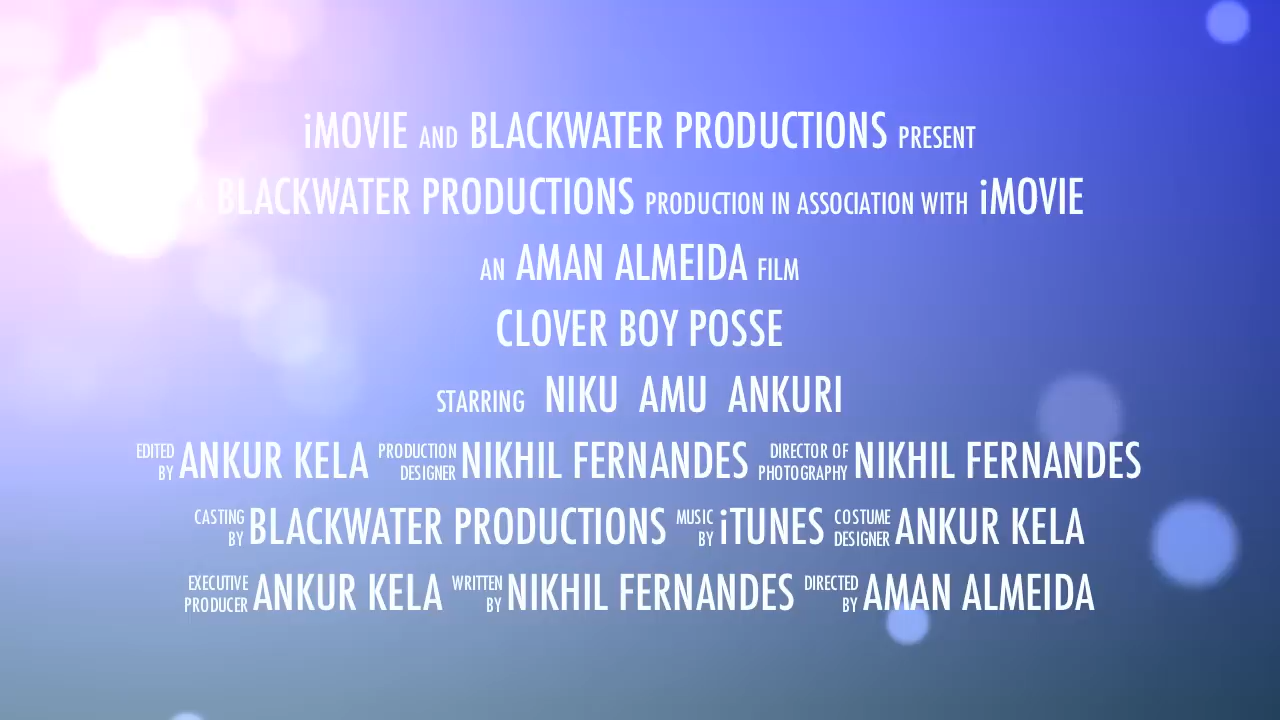 iMOVIE AND BLACKWATER PRODUCTIONS PRESENT
BLACKWATER PRODUCTIONS PRODUCTION IN ASSOCIATION WITH iMOVIE
AN AMAN ALMEIDA FILM
CLOVER BOY POSSE
STARRING NIKU AMU ANKURI
EDITED BY ANKUR KELA PRODUCTION DESIGNER NIKHIL FERNANDES DIRECTOR OF PHOTOGRAPHY NIKHIL FERNANDES
CASTING BY BLACKWATER PRODUCTIONS MUSIC BY iTUNES COSTUME DESIGNER ANKUR KELA
EXECUTIVE PRODUCER ANKUR KELA WRITTEN BY NIKHIL FERNANDES DIRECTED BY AMAN ALMEIDA